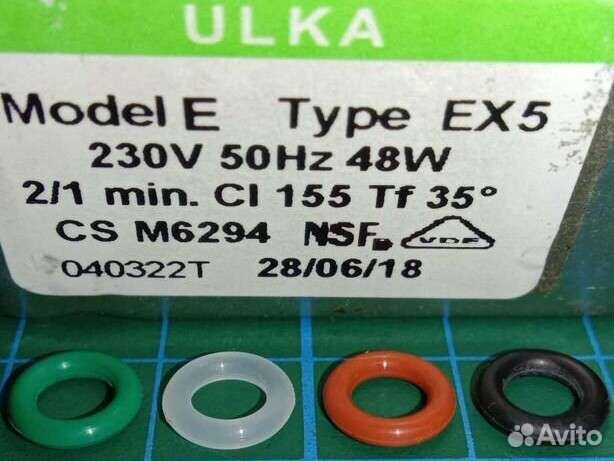 ULKA
Model E Type EX5
230V 50Hz 48W
2/1 min. Cl 155 Tf 35°
CS M6294 NSF® VDE
040322T 28/06/18
Avito